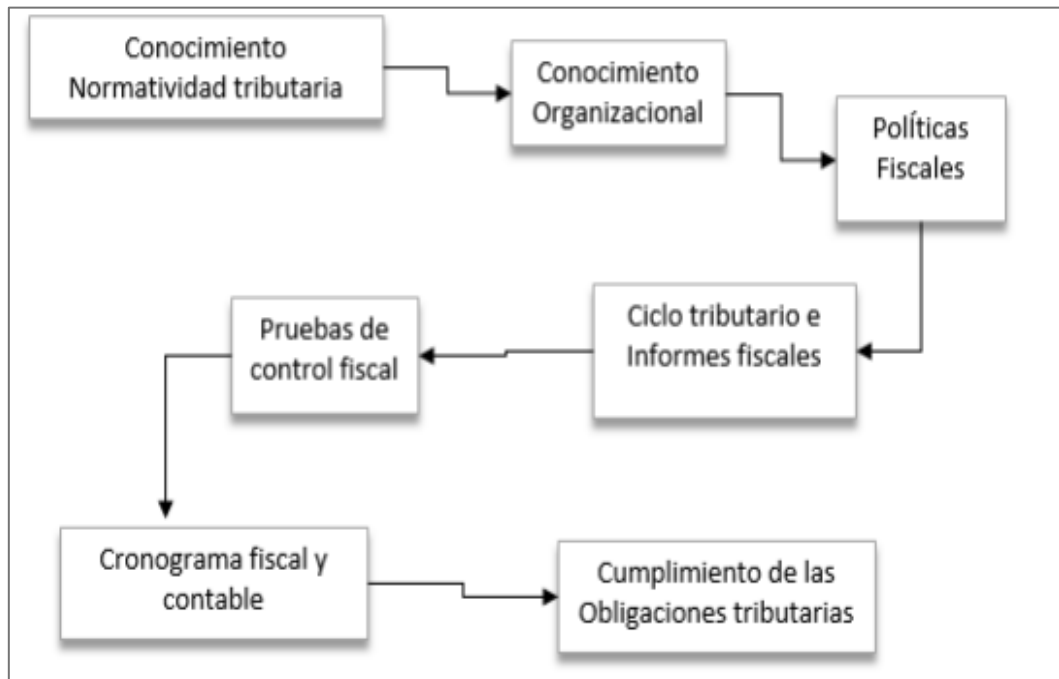 Conocimiento
Normatividad tributaria
Conocimiento
Organizacional
PolÍticas
Fiscales
Ciclo tributario e
Informes fiscales
Pruebas de
control fiscal
Cronograma fiscal y
contable
Cumplimiento de las
Obligaciones tributarias